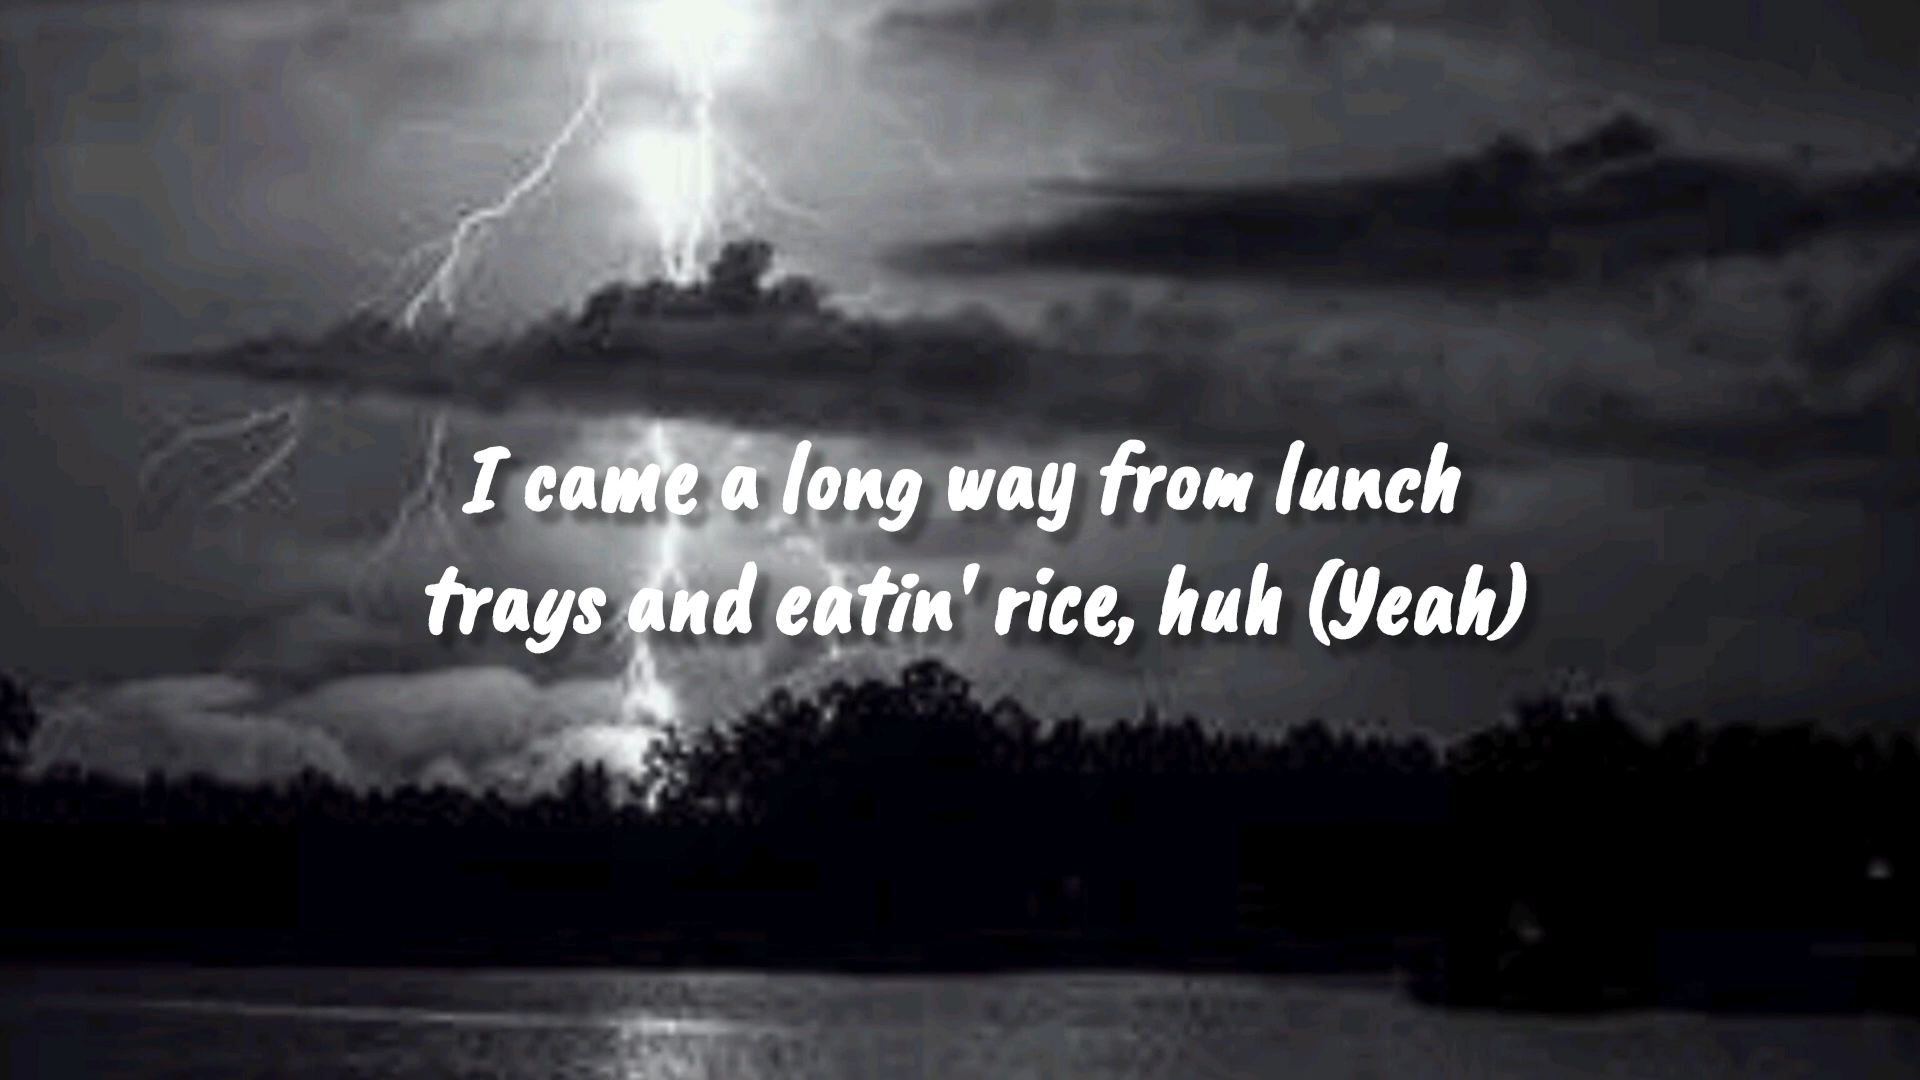 I came a long way from lunch
trays and eatin' rice, huh (Yeah)